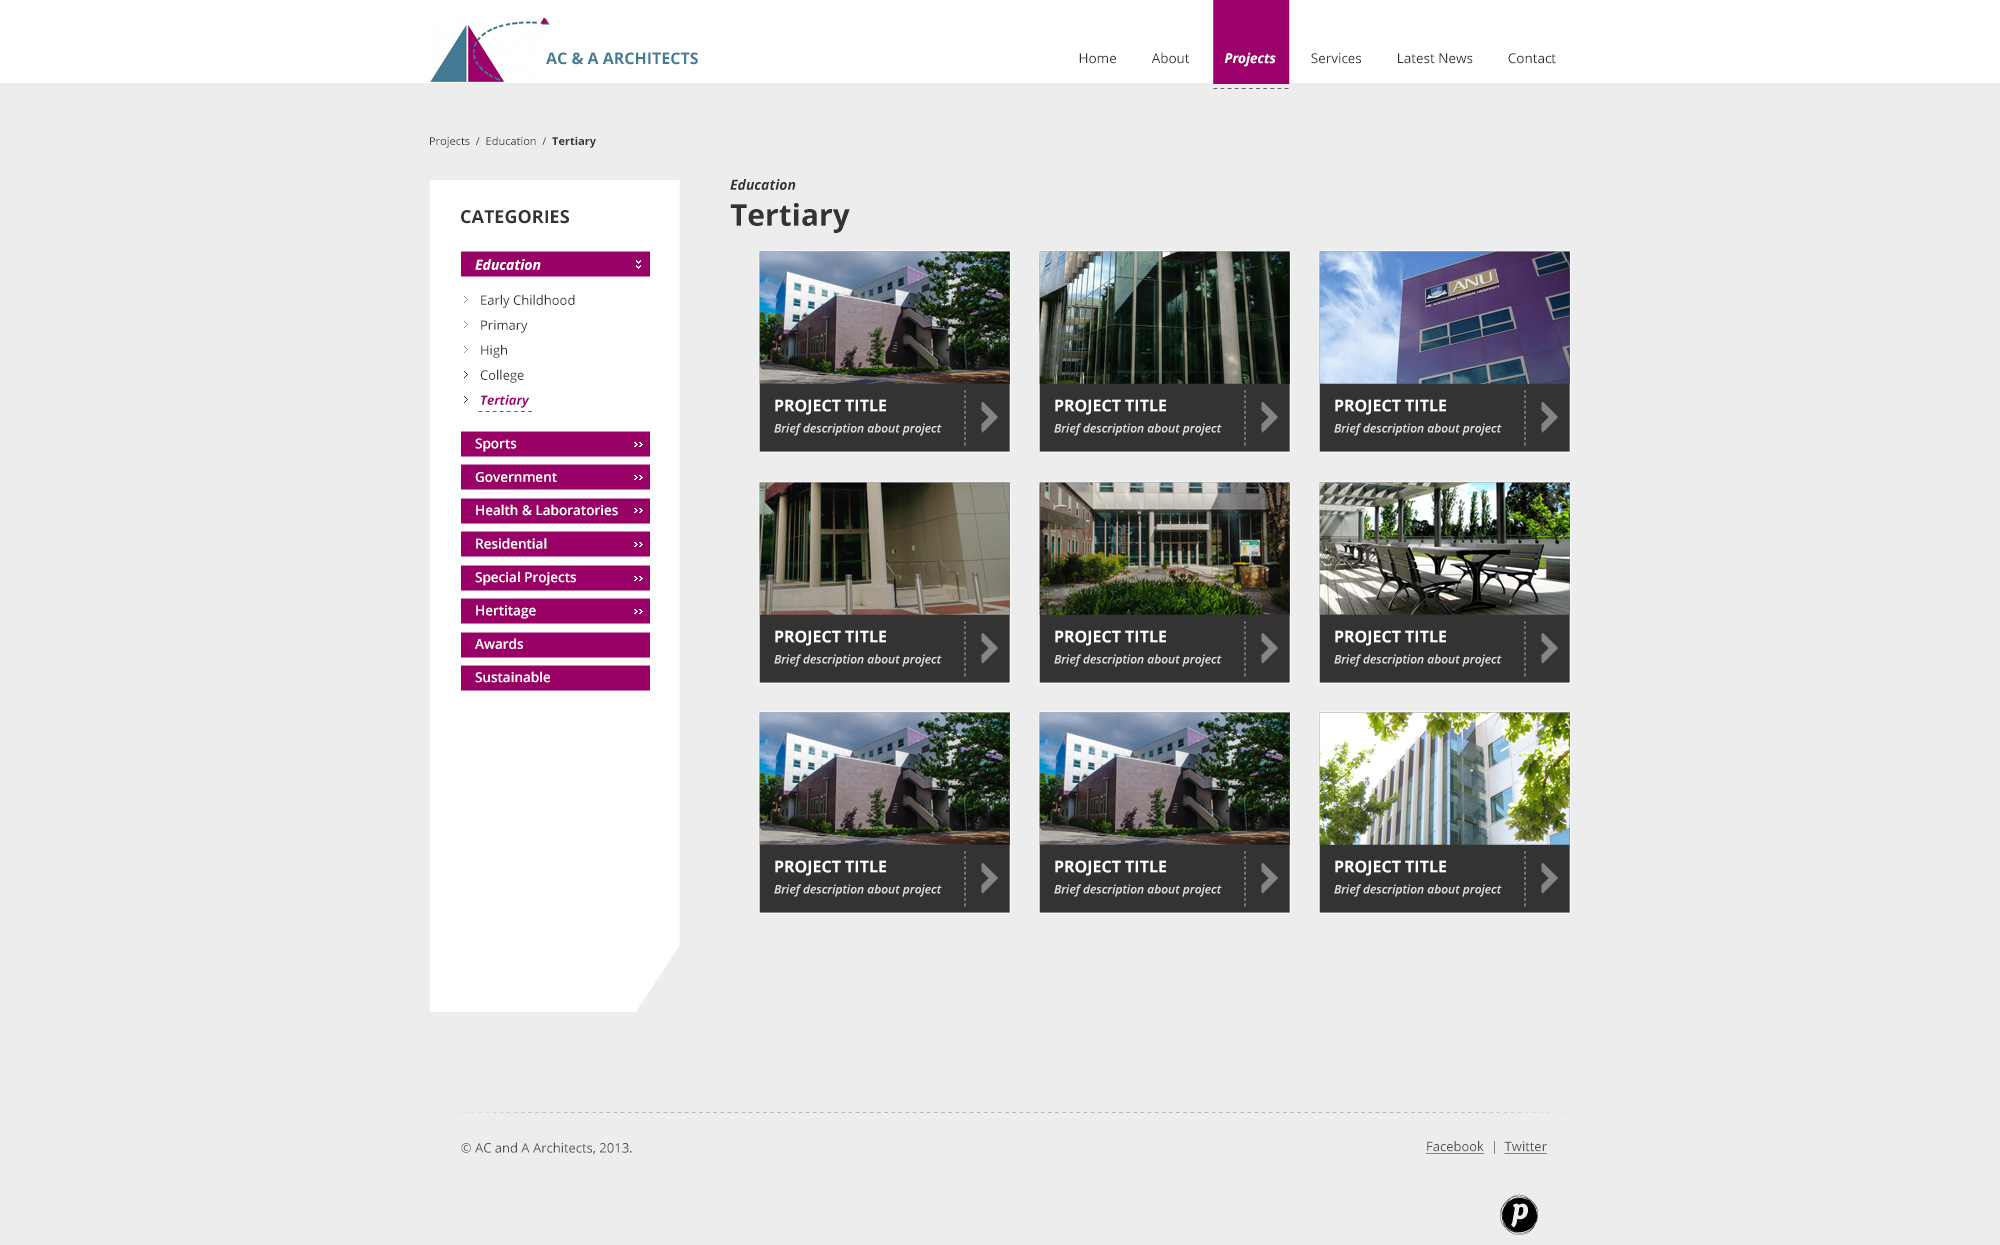 AC & A ARCHITECTS
Home About Projects Services Latest News Contact
Projects / Education / Tertiary
CATEGORIES
Education
Early Childhood
Primary
High
College
Tertiary
Sports
Government
Health & Laboratories
Residential
Special Projects
Hertitage
Awards
Sustainable
Education
Tertiary
ANU
THE AUSTRALIAN NATIONAL UNIVERSITY
PROJECT TITLE
Brief description about project
PROJECT TITLE
Brief description about project
PROJECT TITLE
Brief description about project
PROJECT TITLE
Brief description about project
PROJECT TITLE
Brief description about project
PROJECT TITLE
Brief description about project
PROJECT TITLE
Brief description about project
PROJECT TITLE
Brief description about project
PROJECT TITLE
Brief description about project
© AC and A Architects, 2013.
Facebook | Twitter
p